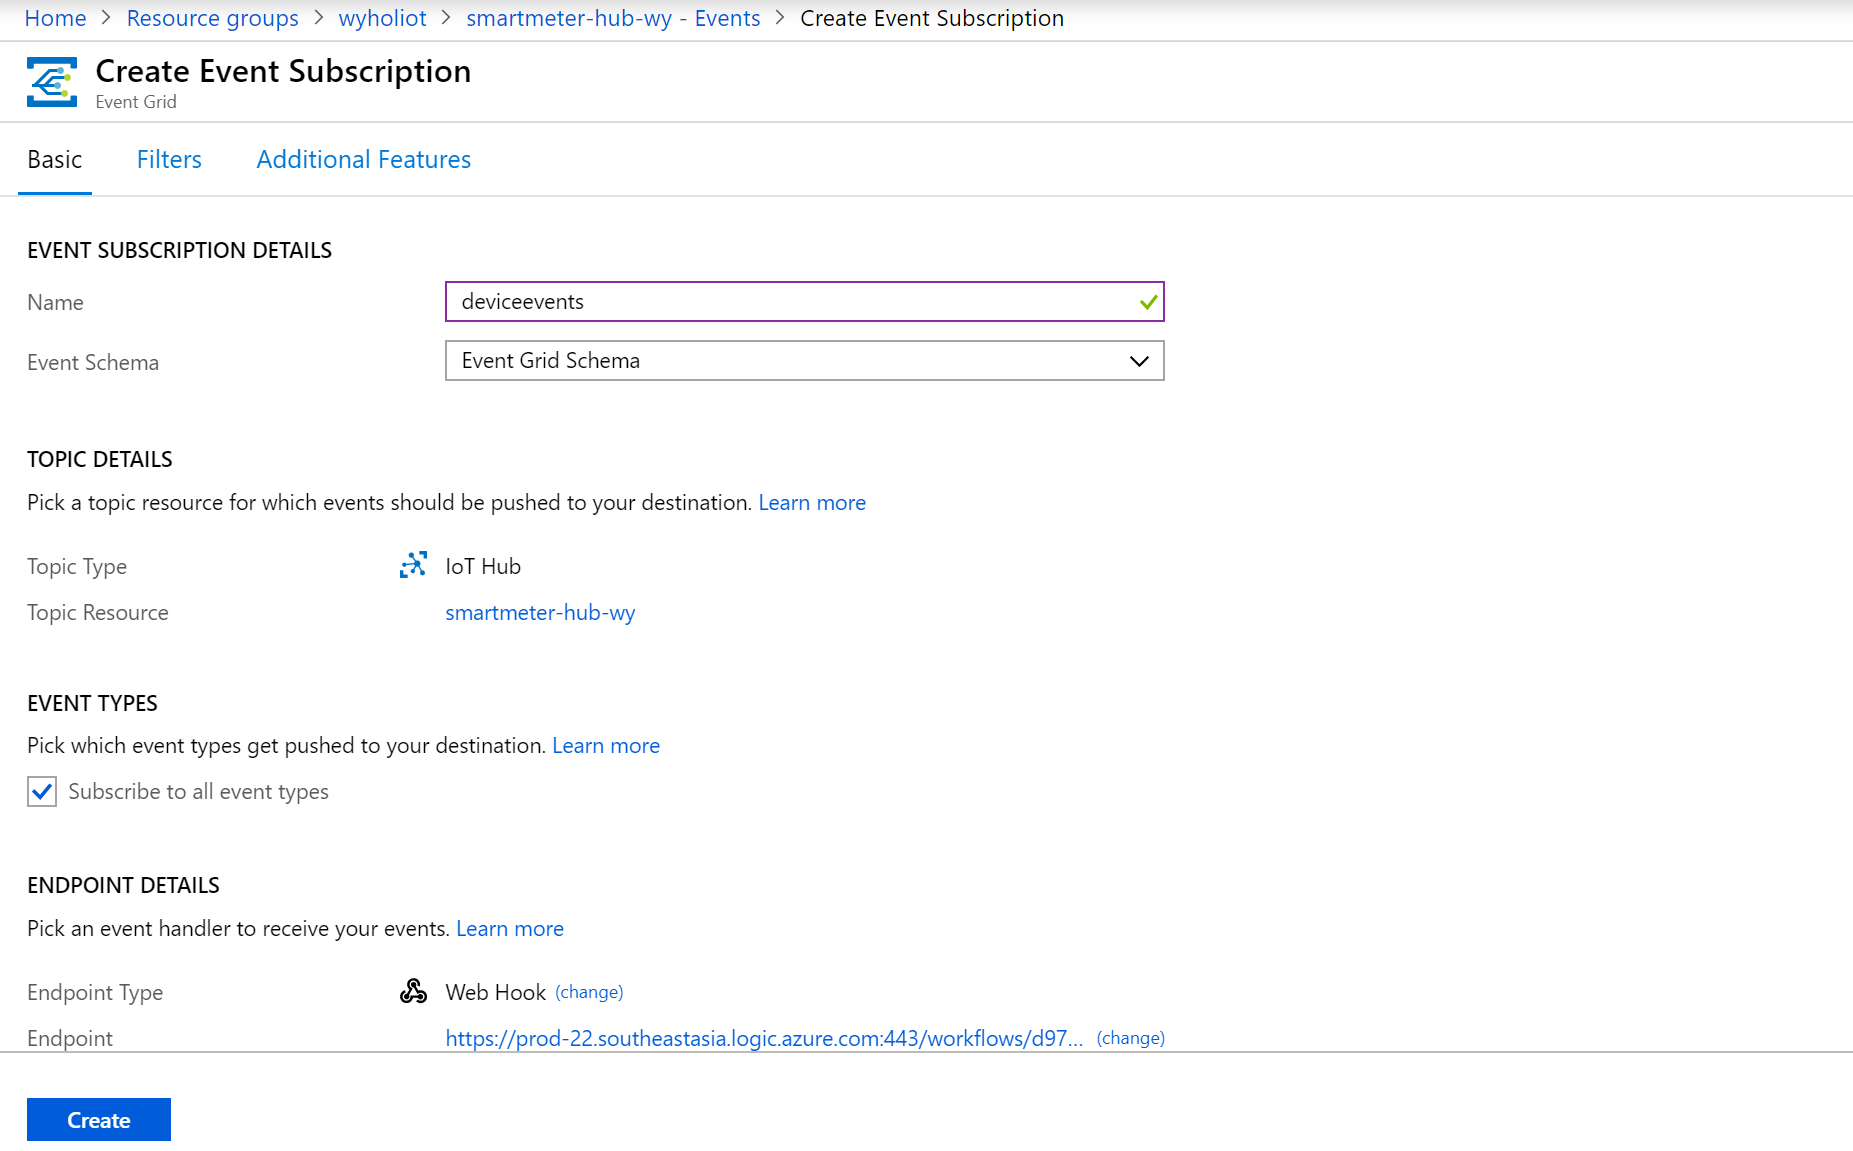 Home > Resource groups > wyholiot > smartmeter-hub-wy - Events > Create Event Subscription
Create Event Subscription
Event Grid
Basic Filters Additional Features
EVENT SUBSCRIPTION DETAILS
Name deviceevents
Event Schema Event Grid Schema
TOPIC DETAILS
Pick a topic resource for which events should be pushed to your destination. Learn more
Topic Type IoT Hub
Topic Resource smartmeter-hub-wy
EVENT TYPES
Pick which event types get pushed to your destination. Learn more
Subscribe to all event types
ENDPOINT DETAILS
Pick an event handler to receive your events. Learn more
Endpoint Type Web Hook (change)
Endpoint https://prod-22.southeastasia.logic.azure.com:443/workflows/d97... (change)
Create